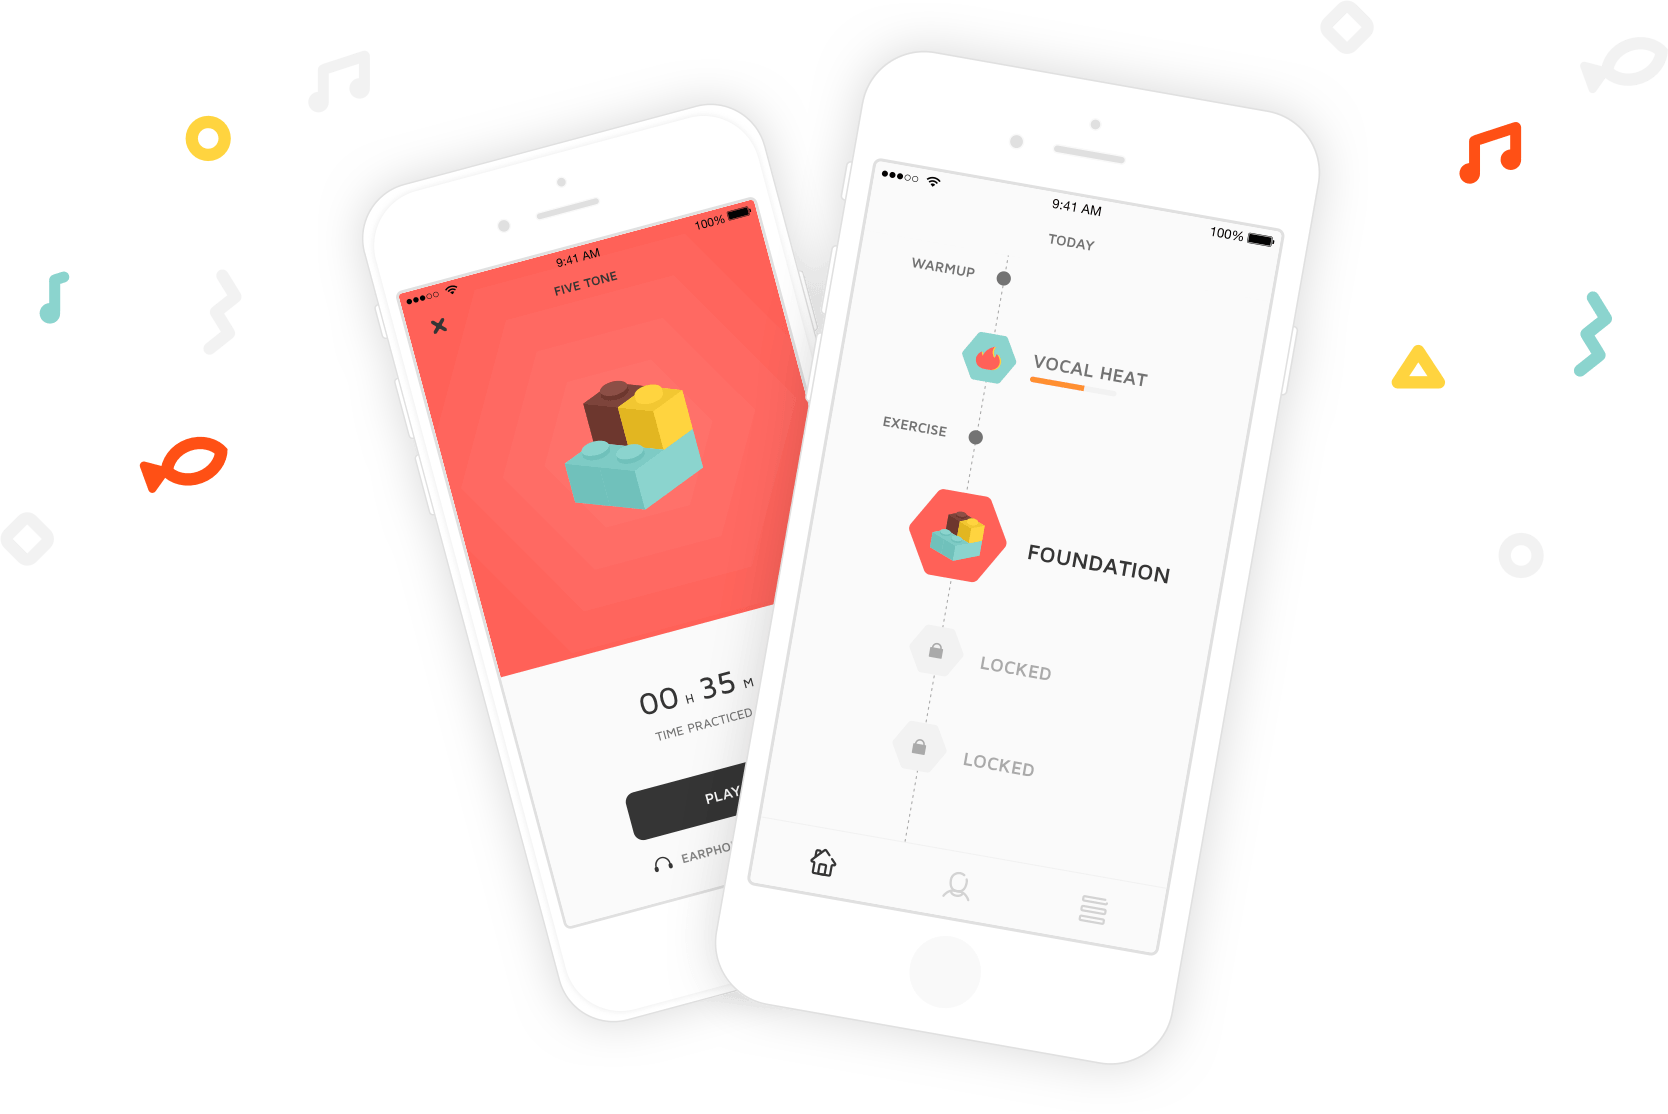 9:41 AM
100%
FIVE TONE
00 H 35 M
TIME PRACTICED
PLAY
9:41 AM
100%
TODAY
WARMUP
VOCAL HEAT
EXERCISE
FOUNDATION
LOCKED
LOCKED